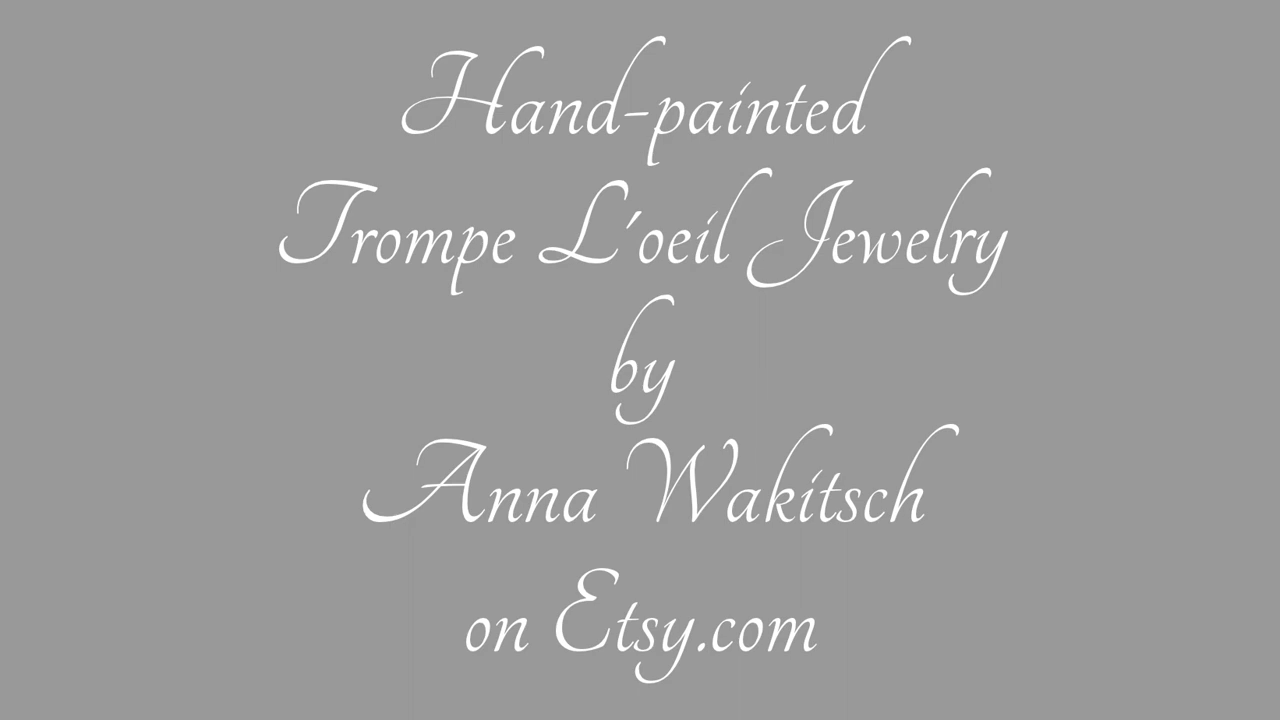 Hand-painted
Trompe L'oeil Jewelry
by
Anna Wakitsch
on Etsy.com